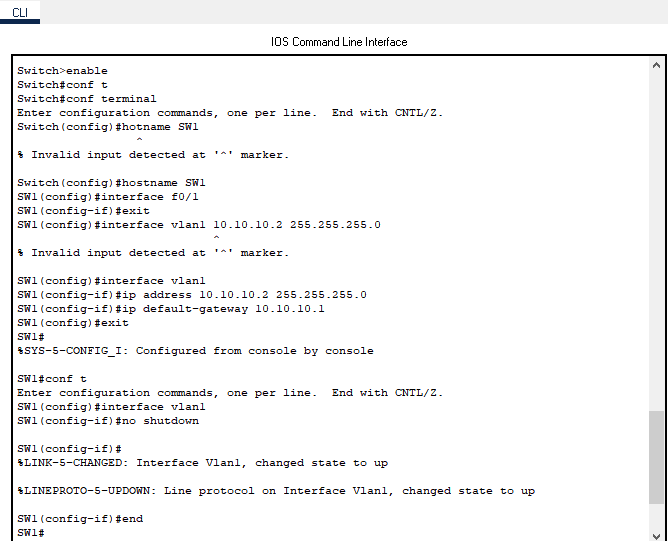 CLI
IOS Command Line Interface
Switch>enable
Switch#conf t
Switch#conf terminal
Enter configuration commands, one per line.  End with CNTL/Z.
Switch(config)#hotname SW1
^
% Invalid input detected at '^' marker.
Switch(config)#hostname SW1
SW1(config)#interface f0/1
SW1(config-if)#exit
SW1(config)#interface vlan1 10.10.10.2 255.255.255.0
^
% Invalid input detected at '^' marker.
SW1(config)#interface vlan1
SW1(config-if)#ip address 10.10.10.2 255.255.255.0
SW1(config-if)#ip default-gateway 10.10.10.1
SW1(config)#exit
SW1#
%SYS-5-CONFIG_I: Configured from console by console
SW1#conf t
Enter configuration commands, one per line.  End with CNTL/Z.
SW1(config)#interface vlan1
SW1(config-if)#no shutdown
SW1(config-if)#
%LINK-5-CHANGED: Interface Vlan1, changed state to up
%LINEPROTO-5-UPDOWN: Line protocol on Interface Vlan1, changed state to up
SW1(config-if)#end
SW1#